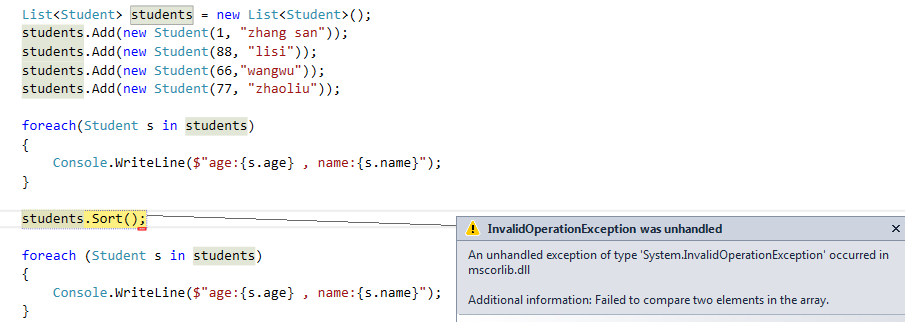 List<Student> students = new List<Student>();
students.Add(new Student(1, "zhang san"));
students.Add(new Student(88, "lisi"));
students.Add(new Student(66,"wangwu"));
students.Add(new Student(77, "zhaoliu"));
foreach(Student s in students)
{
    Console.WriteLine($"age:{s.age} , name:{s.name}");
}
students.Sort();
InvalidOperationException was unhandled
An unhandled exception of type 'System.InvalidOperationException' occurred in
mscorlib.dll
Additional information: Failed to compare two elements in the array.
foreach (Student s in students)
{
    Console.WriteLine($"age:{s.age} , name:{s.name}");
}